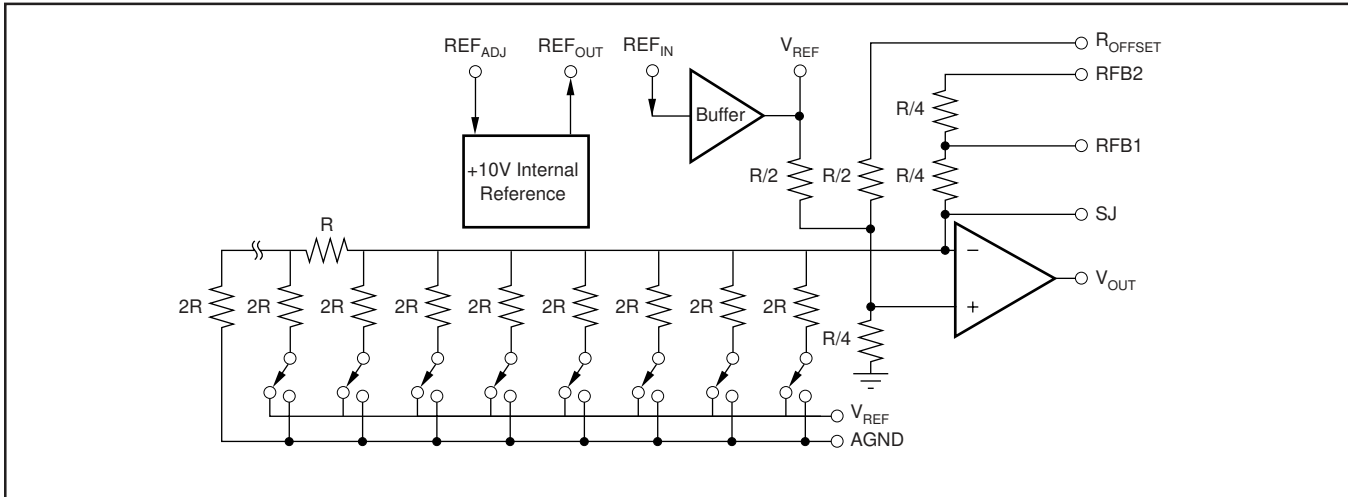 REF_ADJ REF_OUT REF_IN V_REF R_OFFSET
RFB2
R/4
Buffer
RFB1
+10V Internal
Reference
R/2 R/2 R/4
SJ
R
–
2R 2R 2R 2R 2R 2R 2R 2R 2R
V_OUT
+
R/4
V_REF
AGND